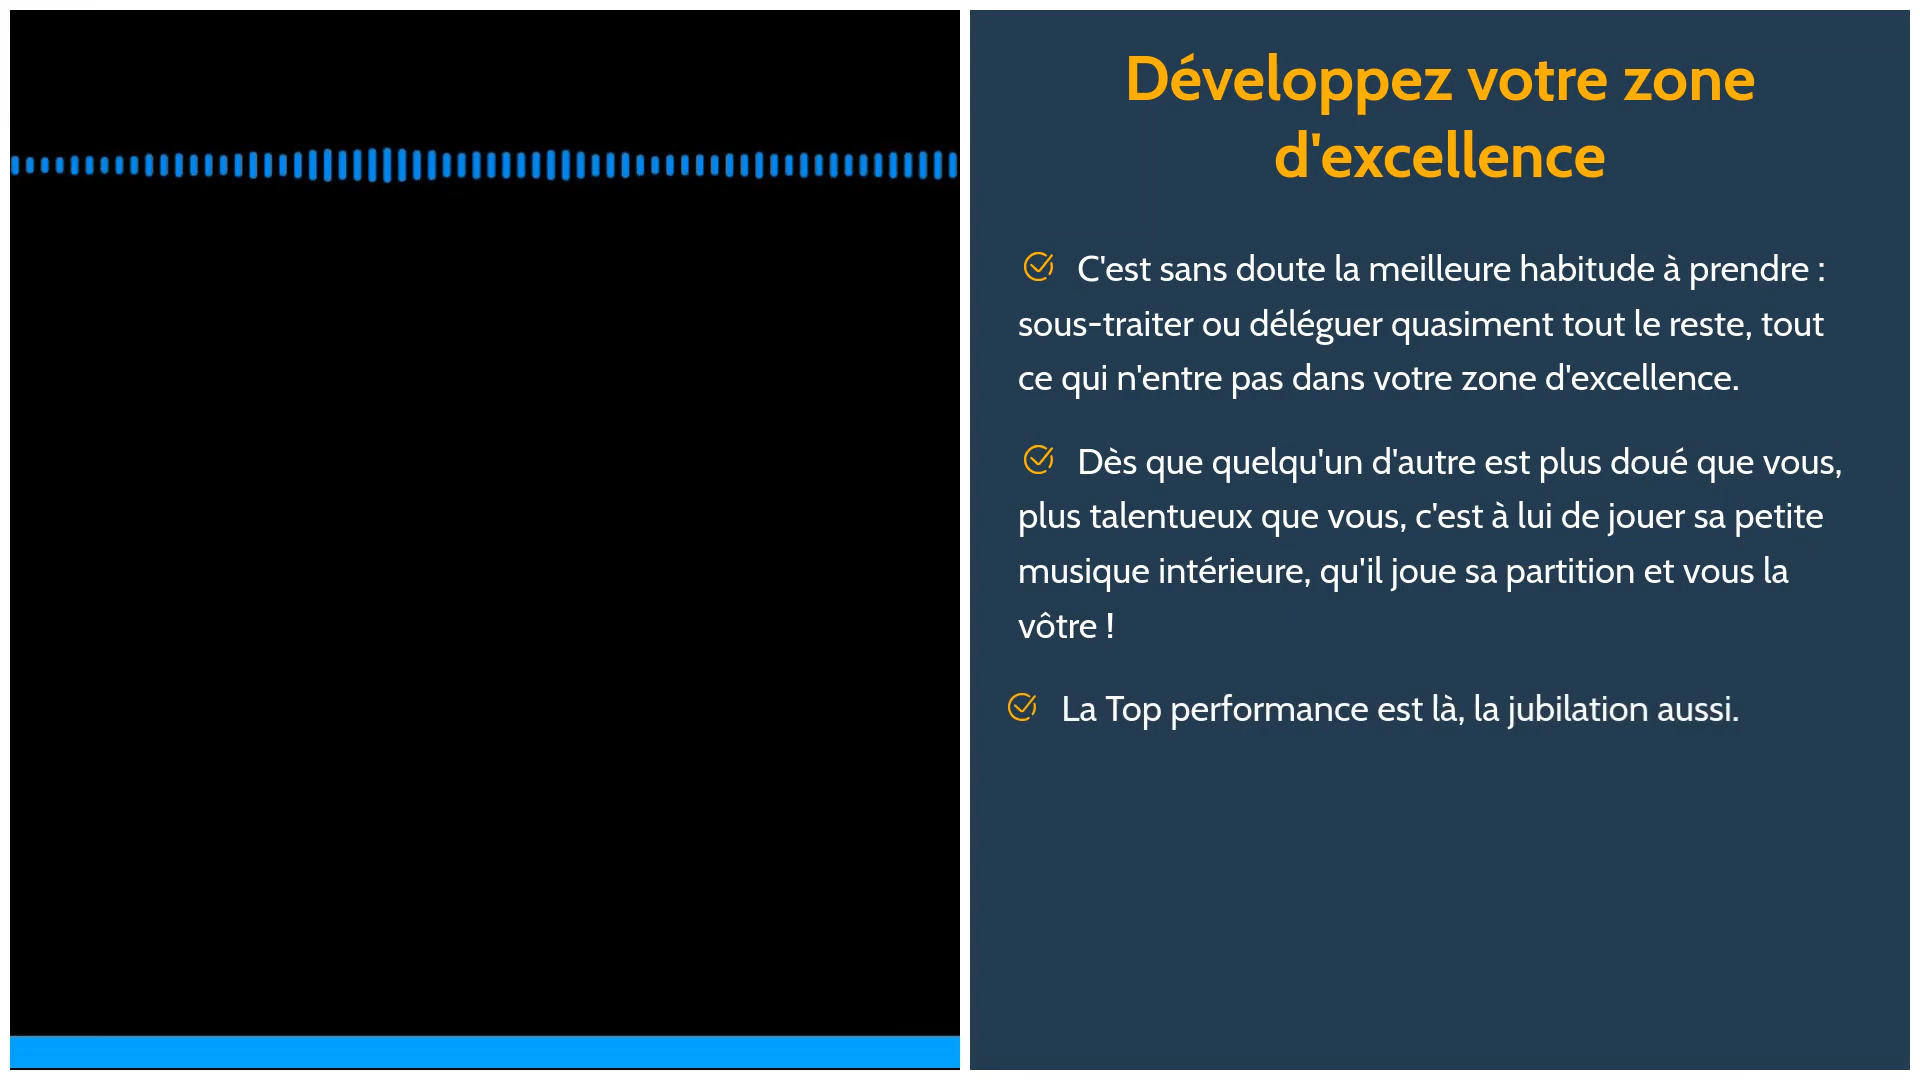 Développez votre zone
d'excellence
C'est sans doute la meilleure habitude à prendre :
sous-traiter ou déléguer quasiment tout le reste, tout
ce qui n'entre pas dans votre zone d'excellence.
Dès que quelqu'un d'autre est plus doué que vous,
plus talentueux que vous, c'est à lui de jouer sa petite
musique intérieure, qu'il joue sa partition et vous la
vôtre !
La Top performance est là, la jubilation aussi.